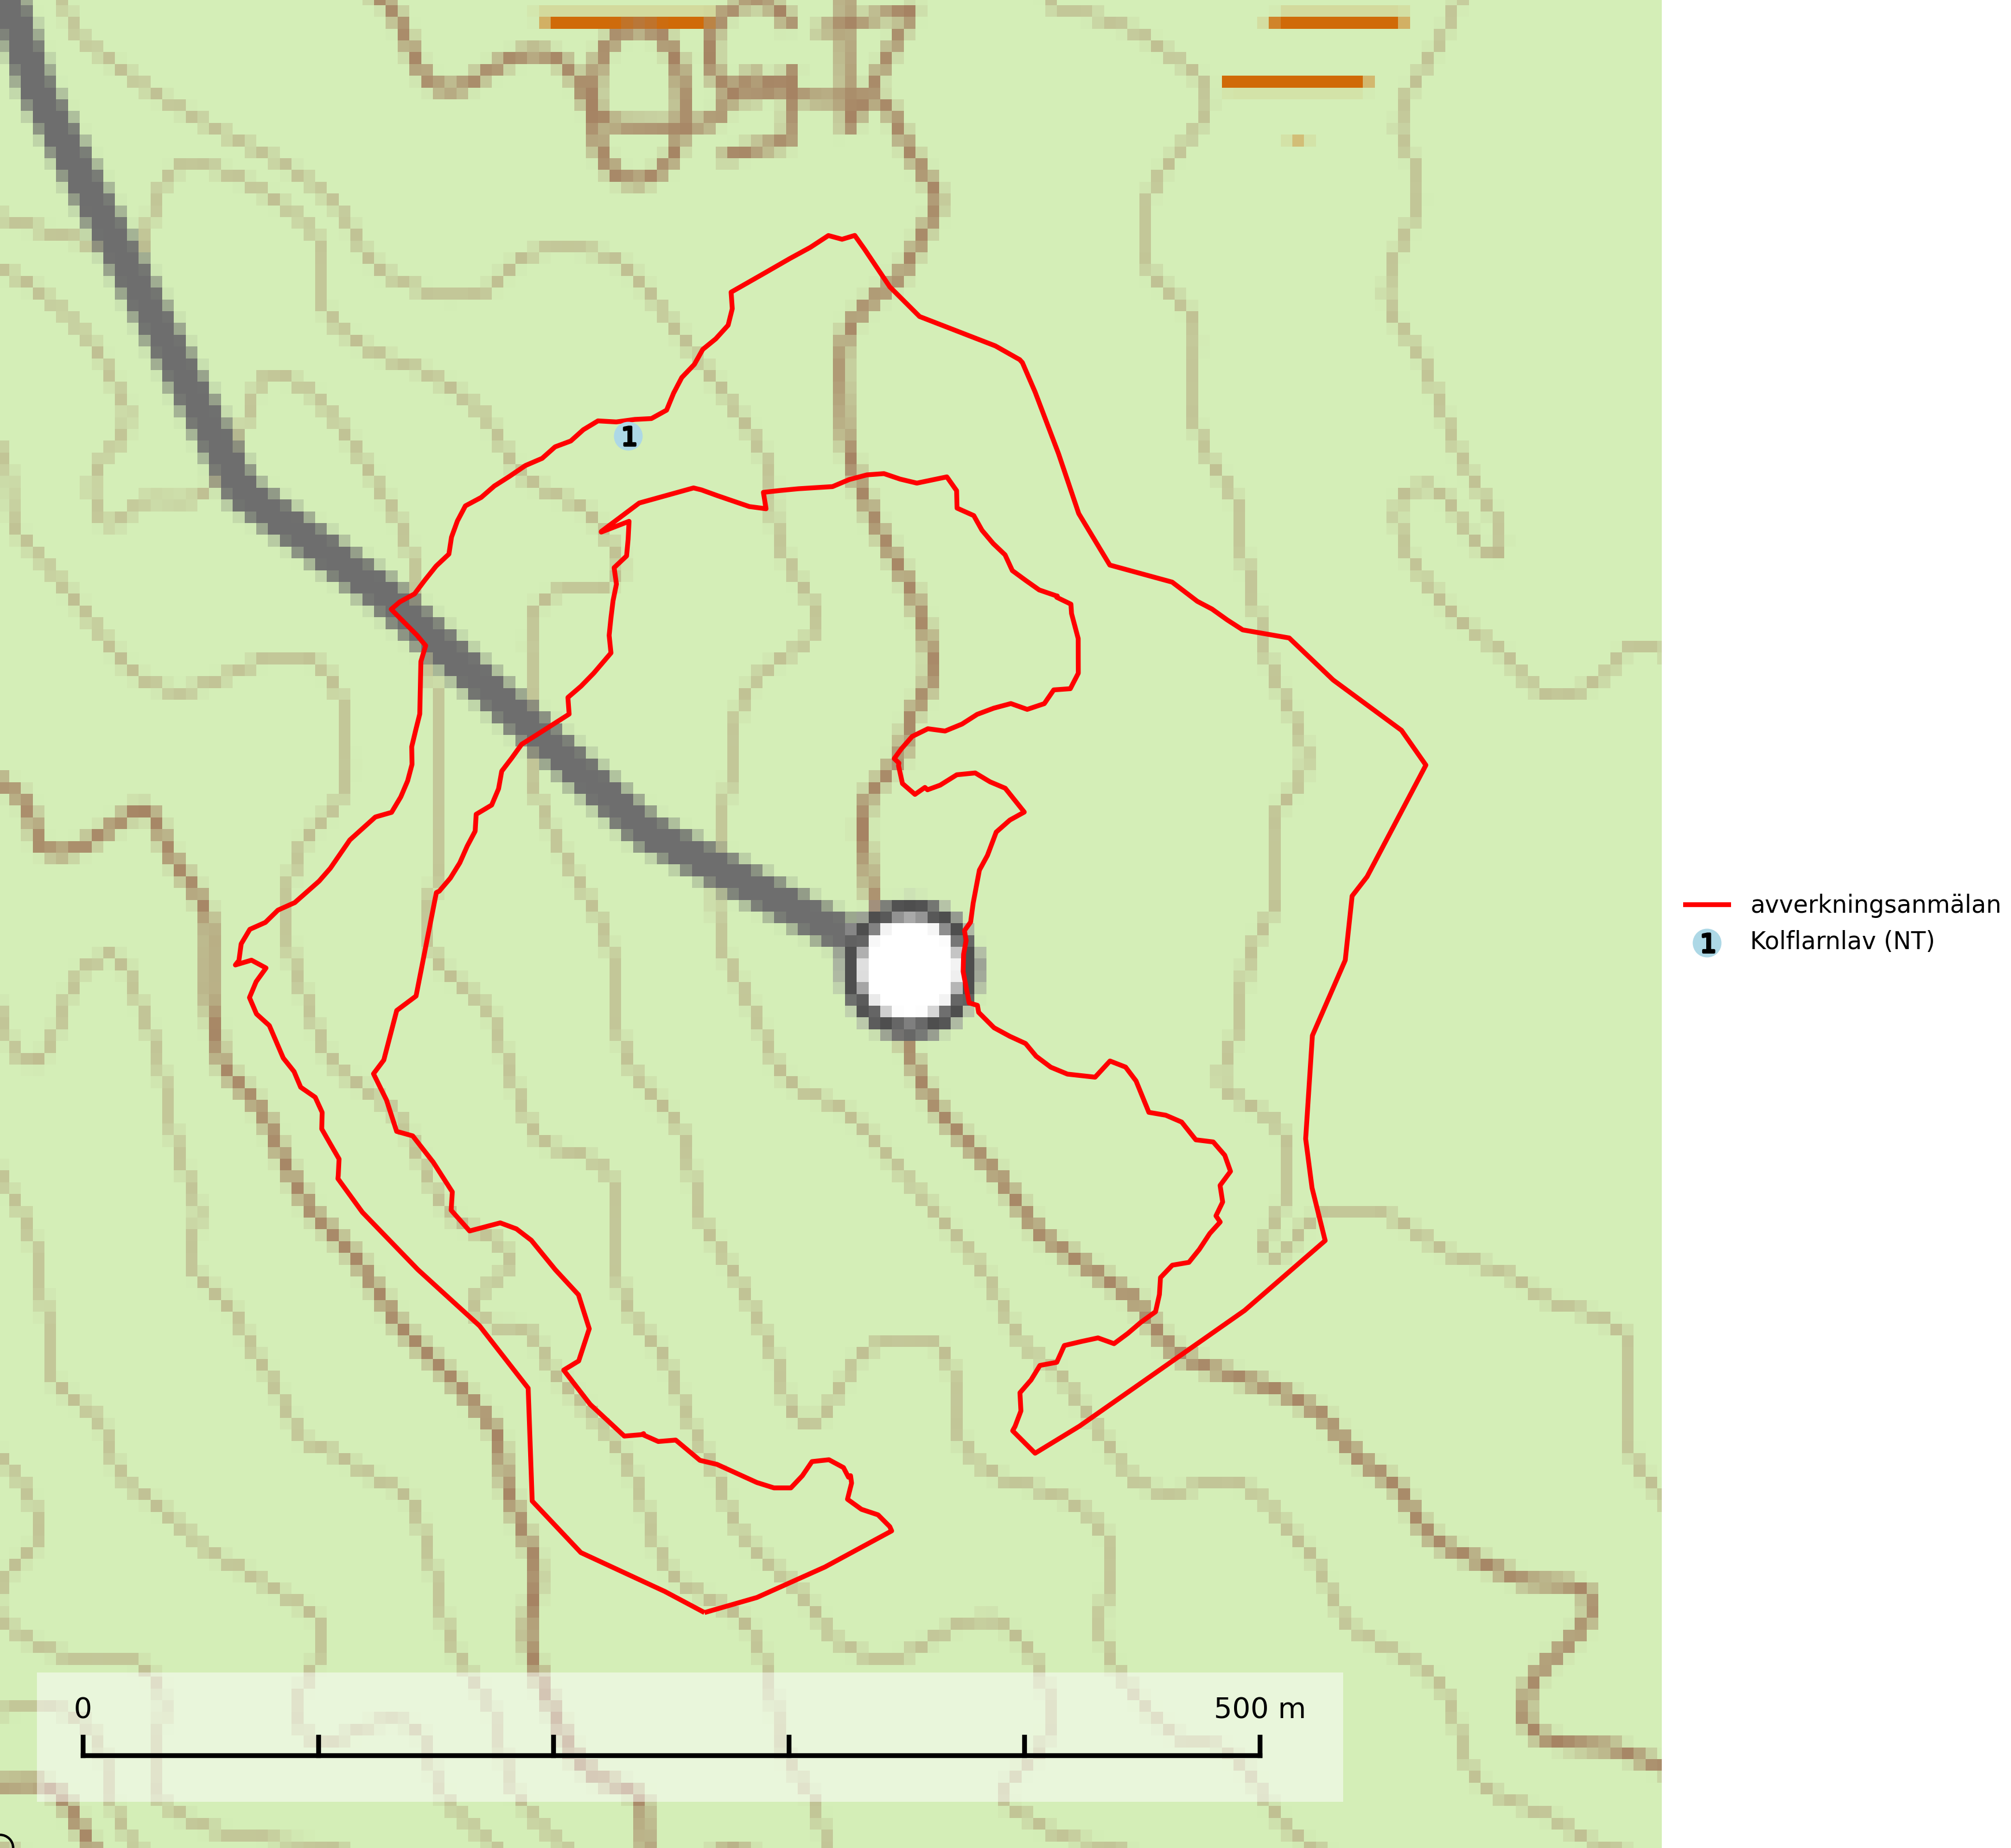 1
avverkningsanmälan
1 Kolflarnlav (NT)
0 500 m